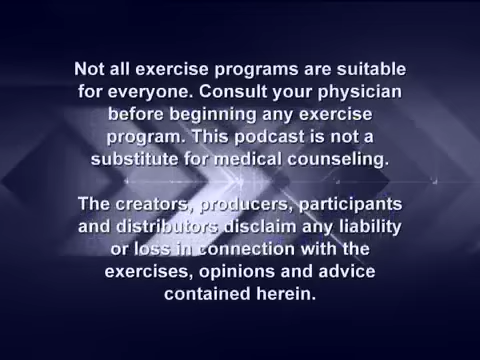 Not all exercise programs are suitable
for everyone. Consult your physician
before beginning any exercise
program. This podcast is not a
substitute for medical counseling.
The creators, producers, participants
and distributors disclaim any liability
or loss in connection with the
exercises, opinions and advice
contained herein.